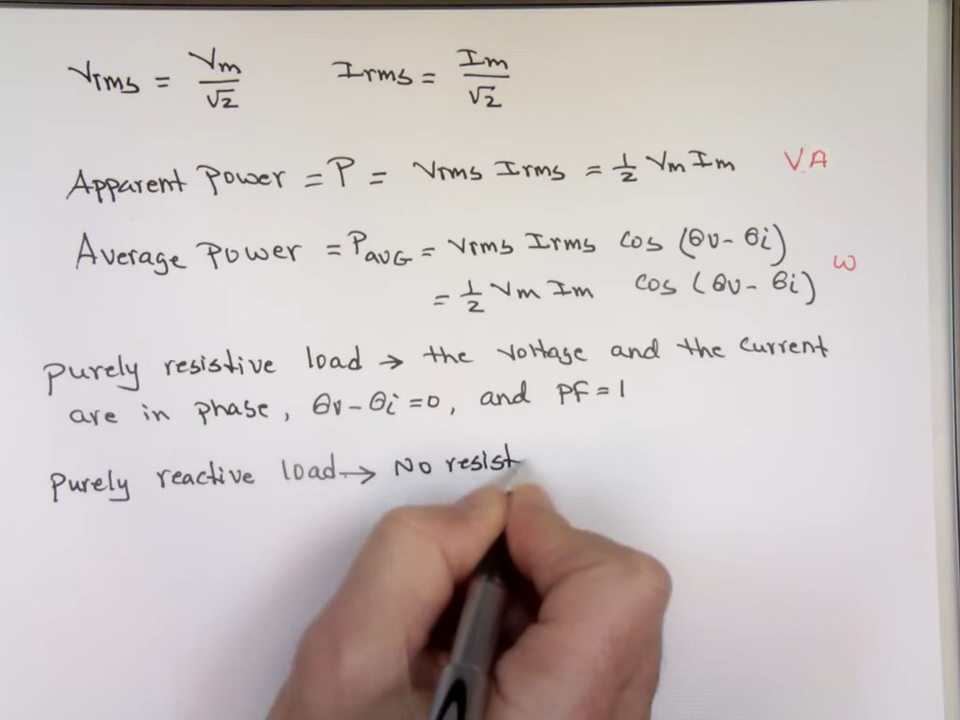 Vrms = Vm/√2 Irms = Im/√2
Apparent Power = P = Vrms Irms = 1/2 Vm Im VA
Average Power = PAVG = Vrms Irms cos (θv - θi)
= 1/2 Vm Im cos (θv - θi) W
Purely resistive load → the voltage and the current
are in phase, θv - θi = 0, and PF = 1
Purely reactive load → No resist